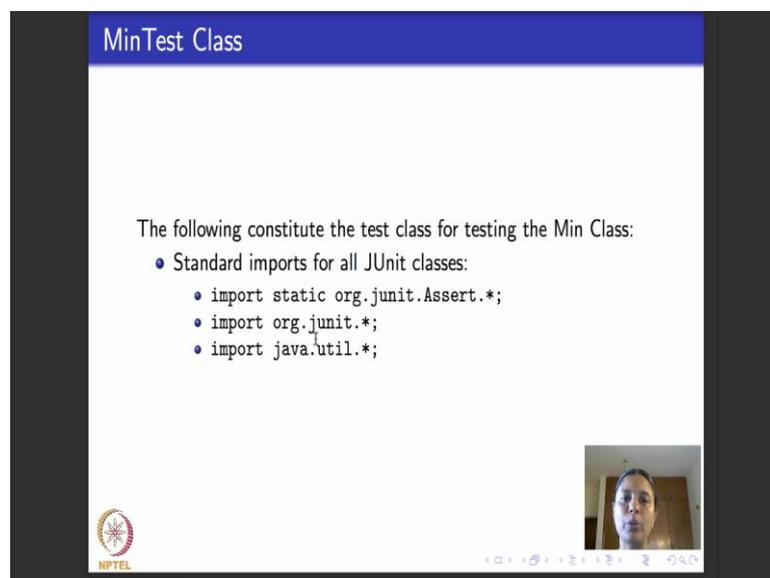 MinTest Class
The following constitute the test class for testing the Min Class:
Standard imports for all JUnit classes:
import static org.junit.Assert.*;
import org.junit.*;
import java.util.*;
NPTEL